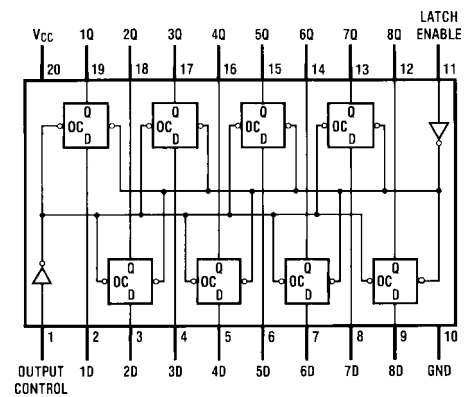 LATCH
VCC 1Q 2Q 3Q 4Q 5Q 6Q 7Q 8Q ENABLE
20 19 18 17 16 15 14 13 12 11
Q Q Q Q
OC OC OC OC
D D D D
Q Q Q Q
OC OC OC OC
D D D D
1 2 3 4 5 6 7 8 9 10
OUTPUT 1D 2D 3D 4D 5D 6D 7D 8D GND
CONTROL